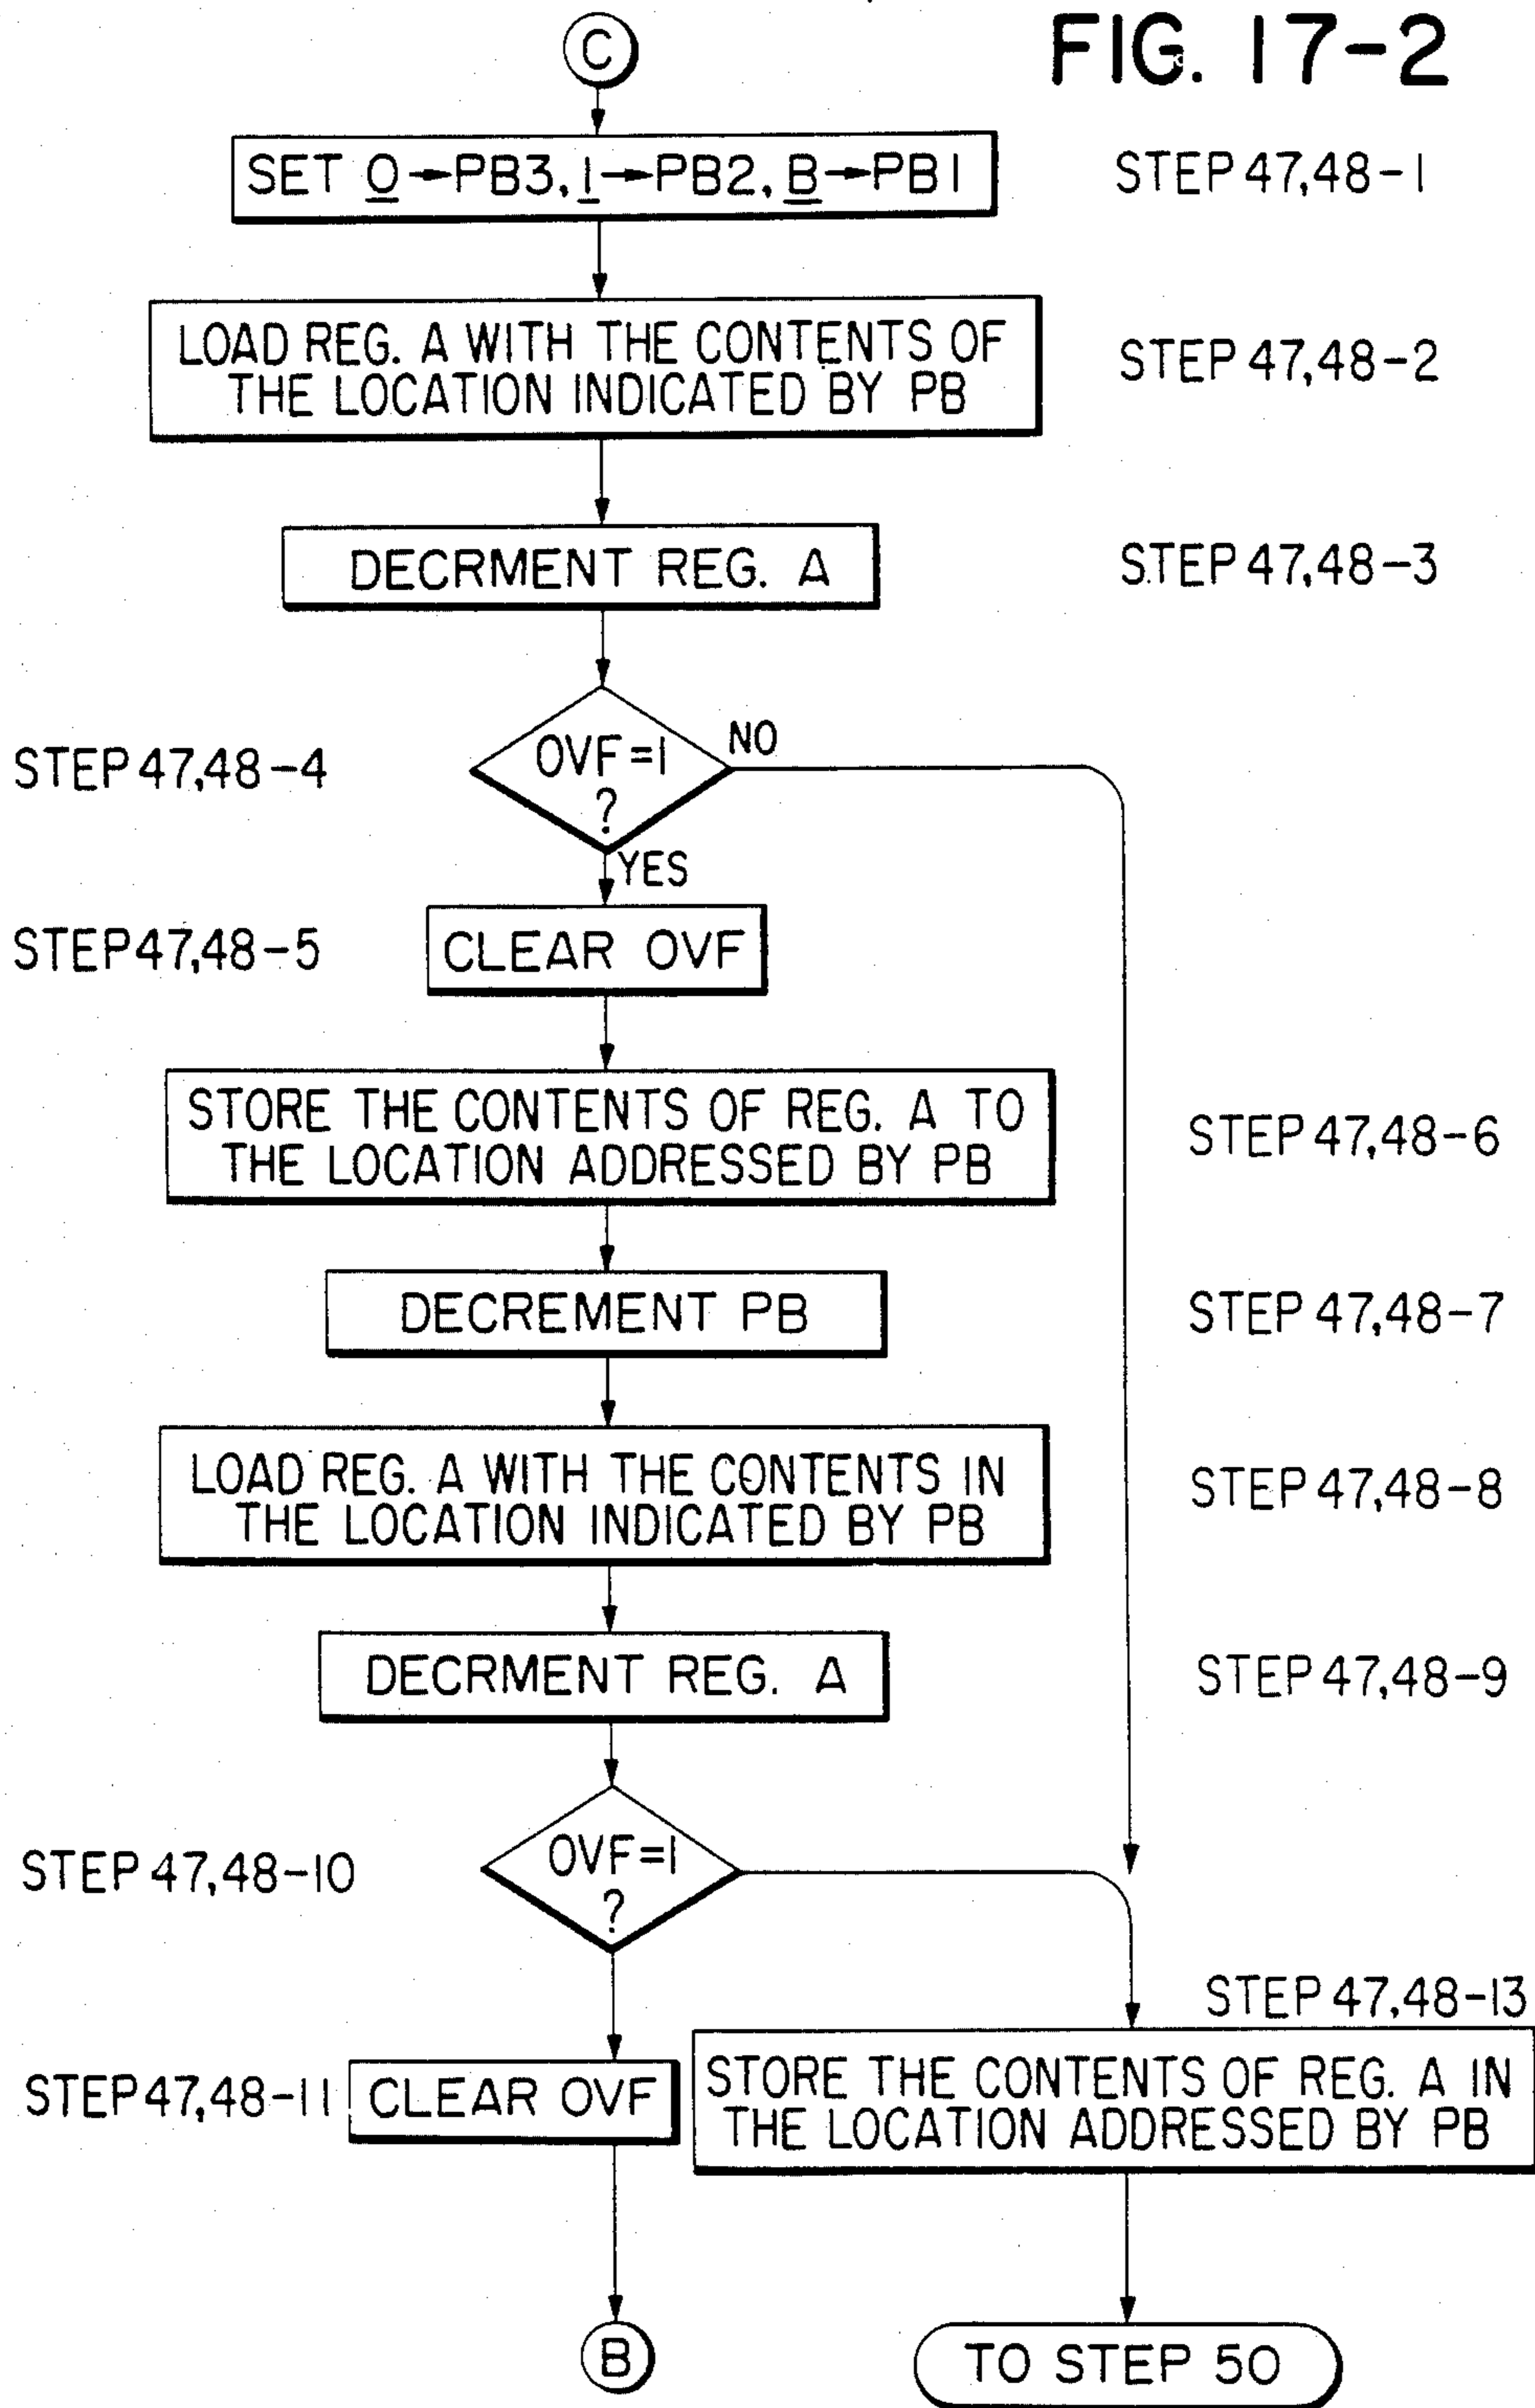 C
FIG. 17-2
SET 0→PB3, 1→PB2, B→PB1
STEP 47,48-1
LOAD REG. A WITH THE CONTENTS OF
THE LOCATION INDICATED BY PB
STEP 47,48-2
DECRMENT REG. A
STEP 47,48-3
STEP 47,48-4
OVF=1
?
NO
YES
STEP 47,48-5
CLEAR OVF
STORE THE CONTENTS OF REG. A TO
THE LOCATION ADDRESSED BY PB
STEP 47,48-6
DECREMENT PB
STEP 47,48-7
LOAD REG. A WITH THE CONTENTS IN
THE LOCATION INDICATED BY PB
STEP 47,48-8
DECRMENT REG. A
STEP 47,48-9
STEP 47,48-10
OVF=1
?
STEP 47,48-11
CLEAR OVF
STEP 47,48-13
STORE THE CONTENTS OF REG. A IN
THE LOCATION ADDRESSED BY PB
B
TO STEP 50